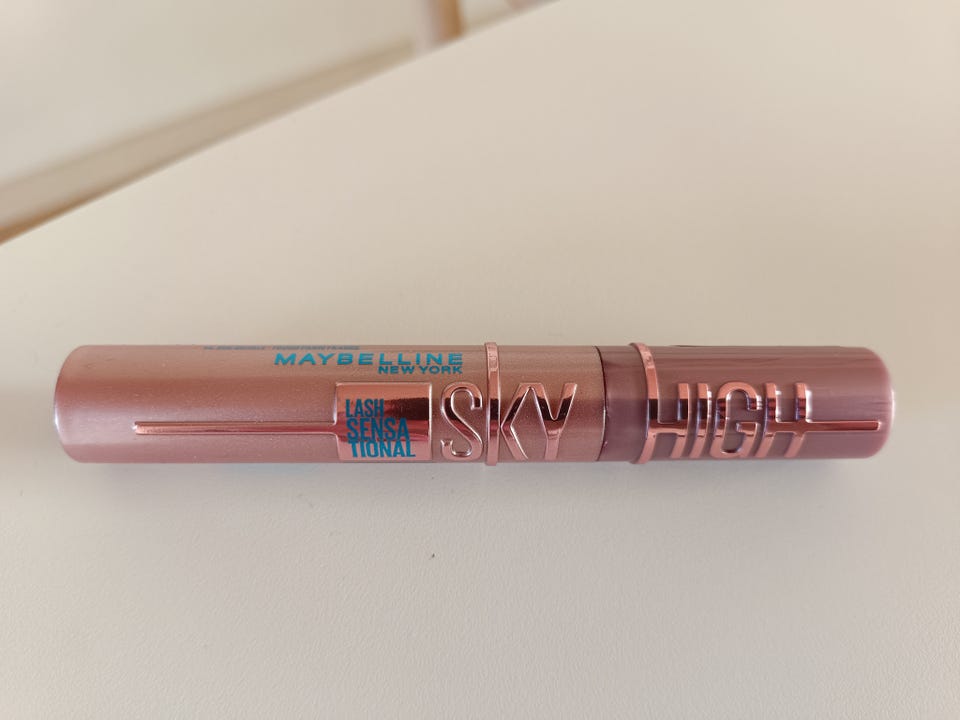 MAYBELLINE
NEW YORK
LASH
SENSA
TIONAL
SKY HIGH